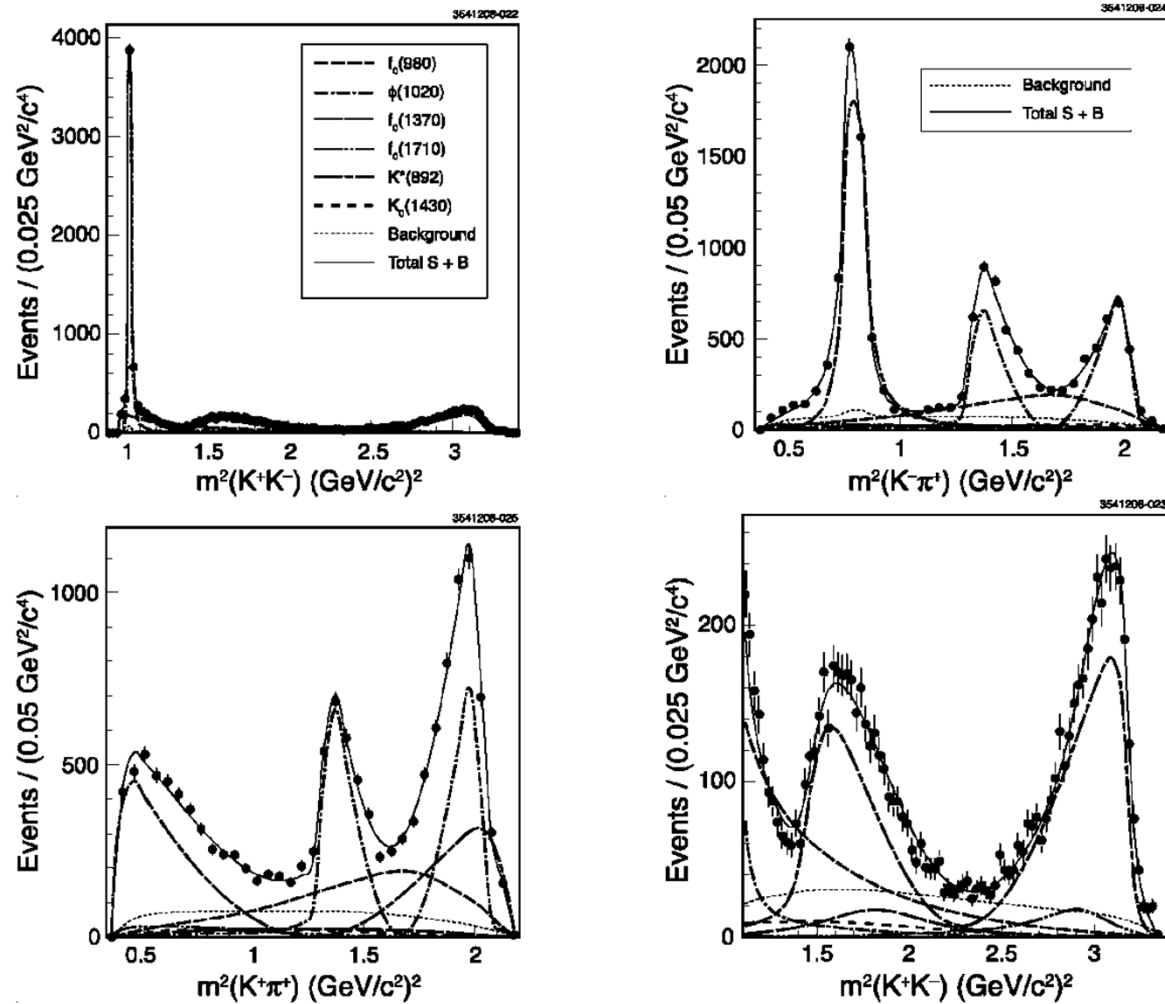 3541208-022
4000
3000
2000
1000
0
Events / (0.025 GeV²/c⁴)
f₀(980)
ϕ(1020)
f₀(1370)
f₀(1710)
K*(892)
K₀(1430)
Background
Total S + B
1 1.5 2 2.5 3
m²(K⁺K⁻) (GeV/c²)²
3541208-024
2000
1500
1000
500
0
Events / (0.05 GeV²/c⁴)
Background
Total S + B
0.5 1 1.5 2
m²(K⁻π⁺) (GeV/c²)²
3541208-025
1000
500
0
Events / (0.05 GeV²/c⁴)
0.5 1 1.5 2
m²(K⁺π⁺) (GeV/c²)²
3541208-023
200
100
0
Events / (0.025 GeV²/c⁴)
1.5 2 2.5 3
m²(K⁺K⁻) (GeV/c²)²